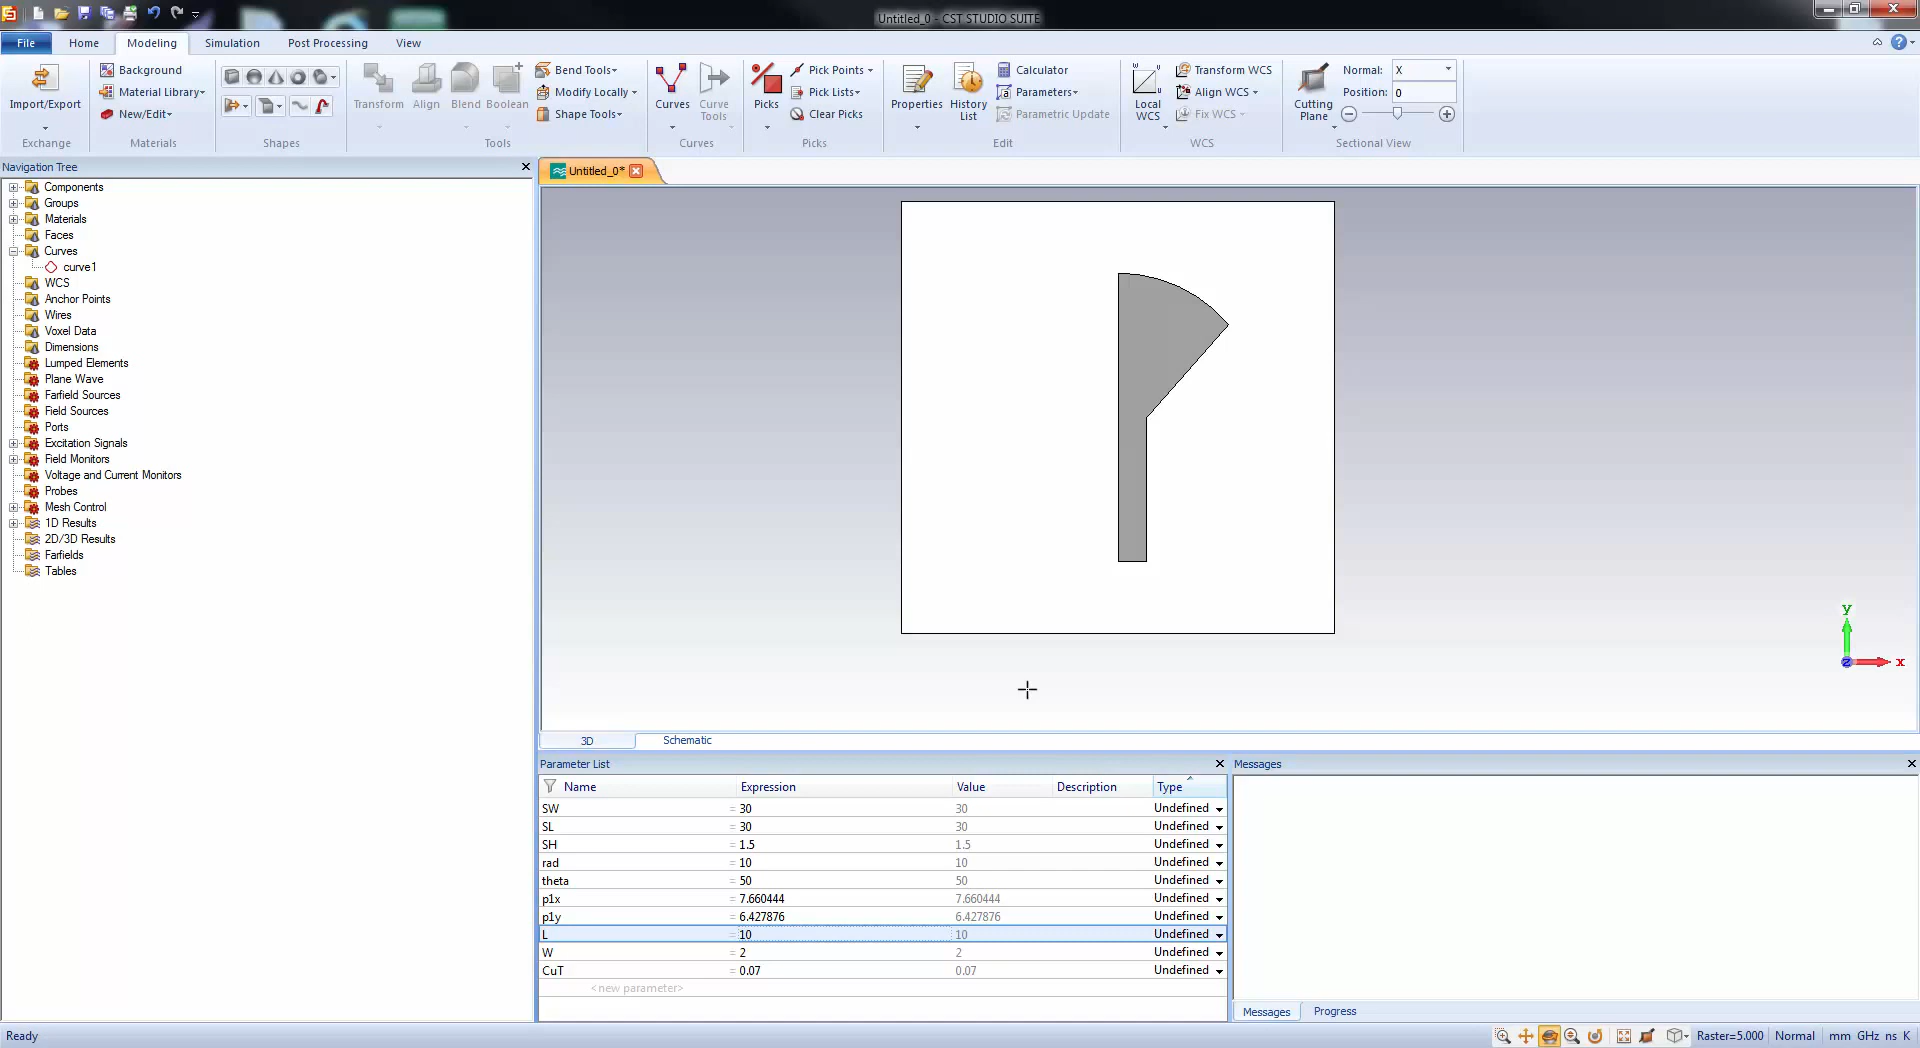 Untitled_0 - CST STUDIO SUITE
File Home Modeling Simulation Post Processing View
Import/Export
Exchange
Background
Material Library
New/Edit
Materials
Shapes
Transform Align Blend Boolean
Bend Tools
Modify Locally
Shape Tools
Tools
Curves Curve Tools
Curves
Picks
Pick Points
Pick Lists
Clear Picks
Picks
Properties History List
Calculator
Parameters
Parametric Update
Edit
Local WCS
Transform WCS
Align WCS
Fix WCS
WCS
Cutting Plane
Normal: X
Position: 0
Sectional View
Navigation Tree
Components
Groups
Materials
Faces
Curves
curve1
WCS
Anchor Points
Wires
Voxel Data
Dimensions
Lumped Elements
Plane Wave
Farfield Sources
Field Sources
Ports
Excitation Signals
Field Monitors
Voltage and Current Monitors
Probes
Mesh Control
1D Results
2D/3D Results
Farfields
Tables
Untitled_0*
y
z x
3D Schematic
Parameter List
Name Expression Value Description Type
SW = 30 30 Undefined
SL = 30 30 Undefined
SH = 1.5 1.5 Undefined
rad = 10 10 Undefined
theta = 50 50 Undefined
p1x = 7.660444 7.660444 Undefined
p1y = 6.427876 6.427876 Undefined
L = 10 10 Undefined
W = 2 2 Undefined
CuT = 0.07 0.07 Undefined
<new parameter>
Messages
Messages Progress
Ready
Raster=5.000 Normal mm GHz ns K